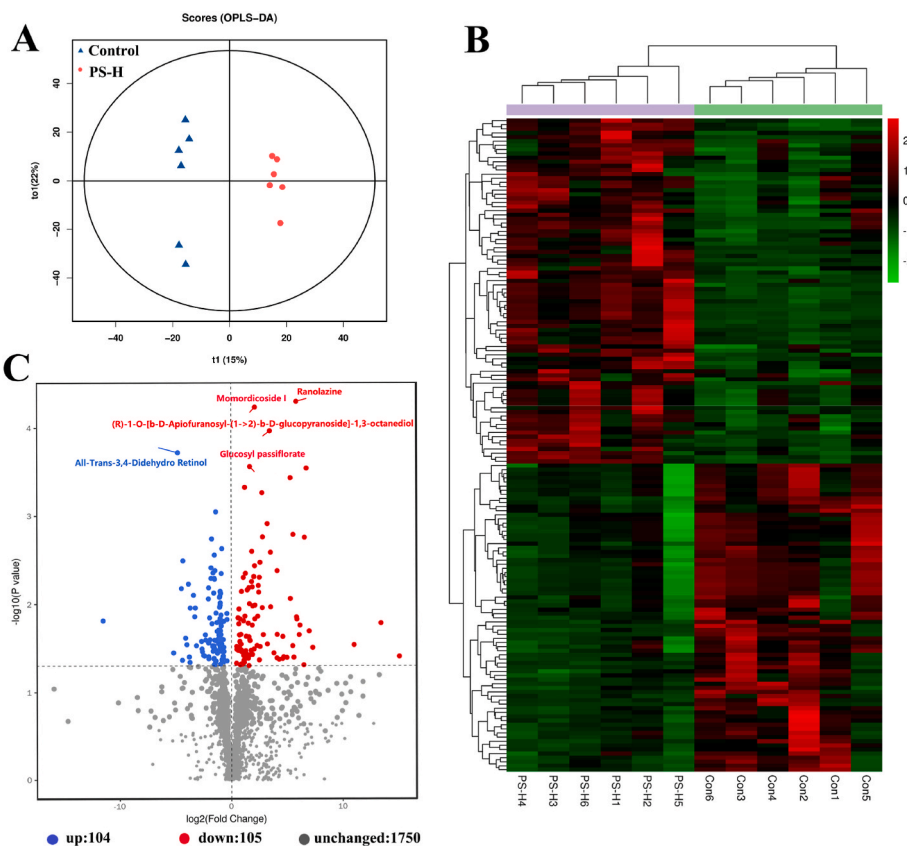 Scores (OPLS-DA)
A
Control
PS-H
40
20
0
−20
−40
to1(22%)
−40
−20
0
20
40
t1 (15%)
B
2
1
0
-
-
PS-H4
PS-H3
PS-H6
PS-H1
PS-H2
PS-H5
Con6
Con3
Con4
Con2
Con1
Con5
C
Ranolazine
Momordicoside I
(R)-1-O-[b-D-Apiofuranosyl-(1->2)-b-D-glucopyranoside]-1,3-octanediol
All-Trans-3,4-Didehydro Retinol
Glucosyl passiflorate
4
3
2
1
0
-log10(P value)
-10
0
10
log2(Fold Change)
up:104
down:105
unchanged:1750